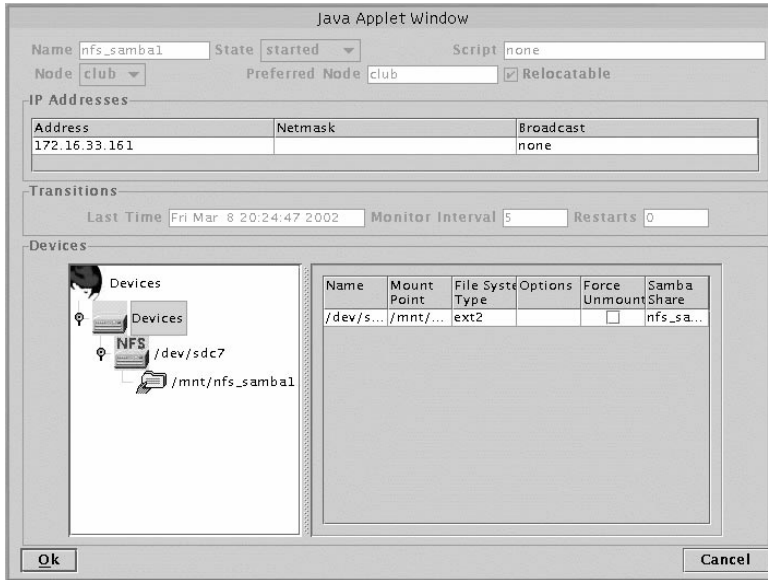 Java Applet Window
Name nfs_samba1 State started Script none
Node club Preferred Node club Relocatable
IP Addresses
Address Netmask Broadcast
172.16.33.161 none
Transitions
Last Time Fri Mar 8 20:24:47 2002 Monitor Interval 5 Restarts 0
Devices
Devices
Devices
NFS
/dev/sdc7
/mnt/nfs_samba1
Name Mount Point File Syste Type Options Force Unmount Samba Share
/dev/s... /mnt/... ext2 nfs_sa...
Ok Cancel